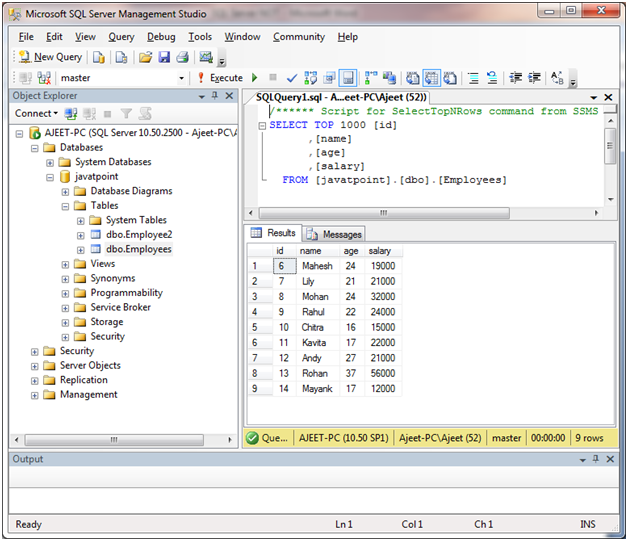 Microsoft SQL Server Management Studio
File Edit View Query Debug Tools Window Community Help
New Query
master Execute
Object Explorer
Connect
AJEET-PC (SQL Server 10.50.2500 - Ajeet-PC\A
Databases
System Databases
javatpoint
Database Diagrams
Tables
System Tables
dbo.Employee2
dbo.Employees
Views
Synonyms
Programmability
Service Broker
Storage
Security
Security
Server Objects
Replication
Management
SQLQuery1.sql - A...eet-PC\Ajeet (52))
/****** Script for SelectTopNRows command from SSMS
SELECT TOP 1000 [id]
,[name]
,[age]
,[salary]
FROM [javatpoint].[dbo].[Employees]
Results Messages
id name age salary
1 6 Mahesh 24 19000
2 7 Lily 21 21000
3 8 Mohan 24 32000
4 9 Rahul 22 24000
5 10 Chitra 16 15000
6 11 Kavita 17 22000
7 12 Andy 27 21000
8 13 Rohan 37 56000
9 14 Mayank 17 12000
Que... AJEET-PC (10.50 SP1) Ajeet-PC\Ajeet (52) master 00:00:00 9 rows
Output
Ready Ln 1 Col 1 Ch 1 INS